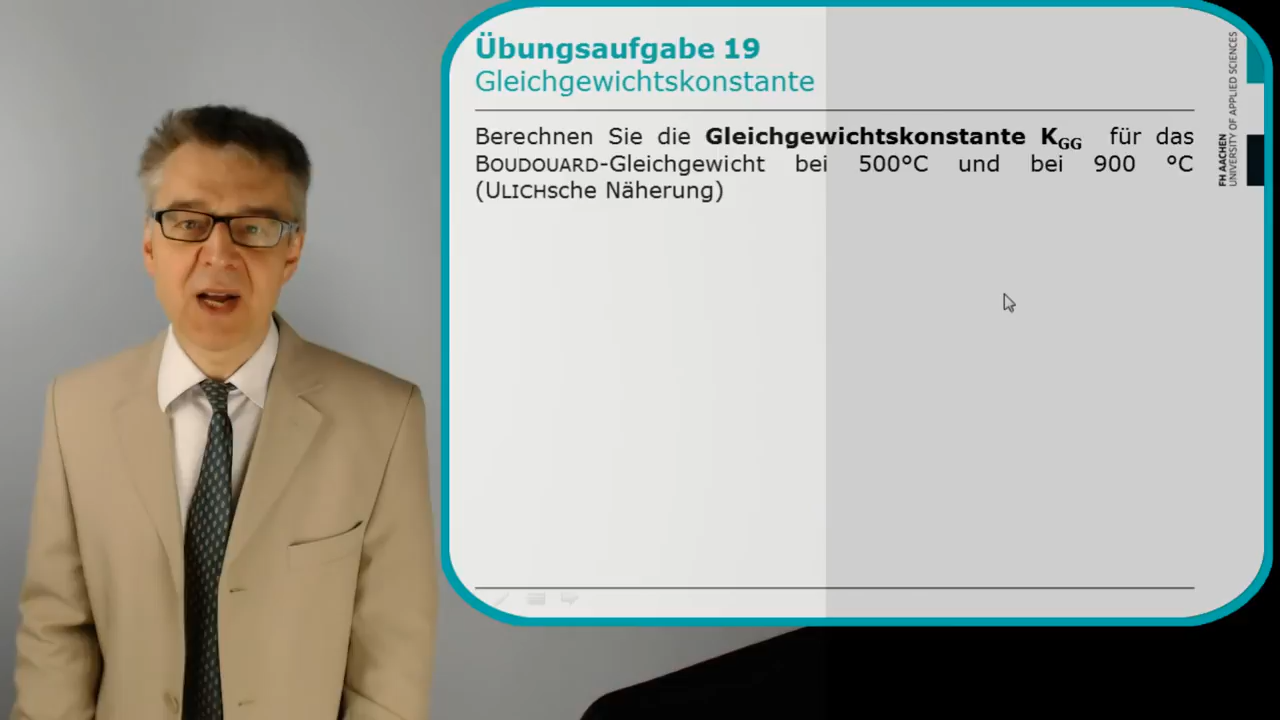 Übungsaufgabe 19
Gleichgewichtskonstante
Berechnen Sie die Gleichgewichtskonstante K_GG für das
BOUDOUARD-Gleichgewicht bei 500°C und bei 900 °C
(ULICHsche Näherung)
FH AACHEN
UNIVERSITY OF APPLIED SCIENCES